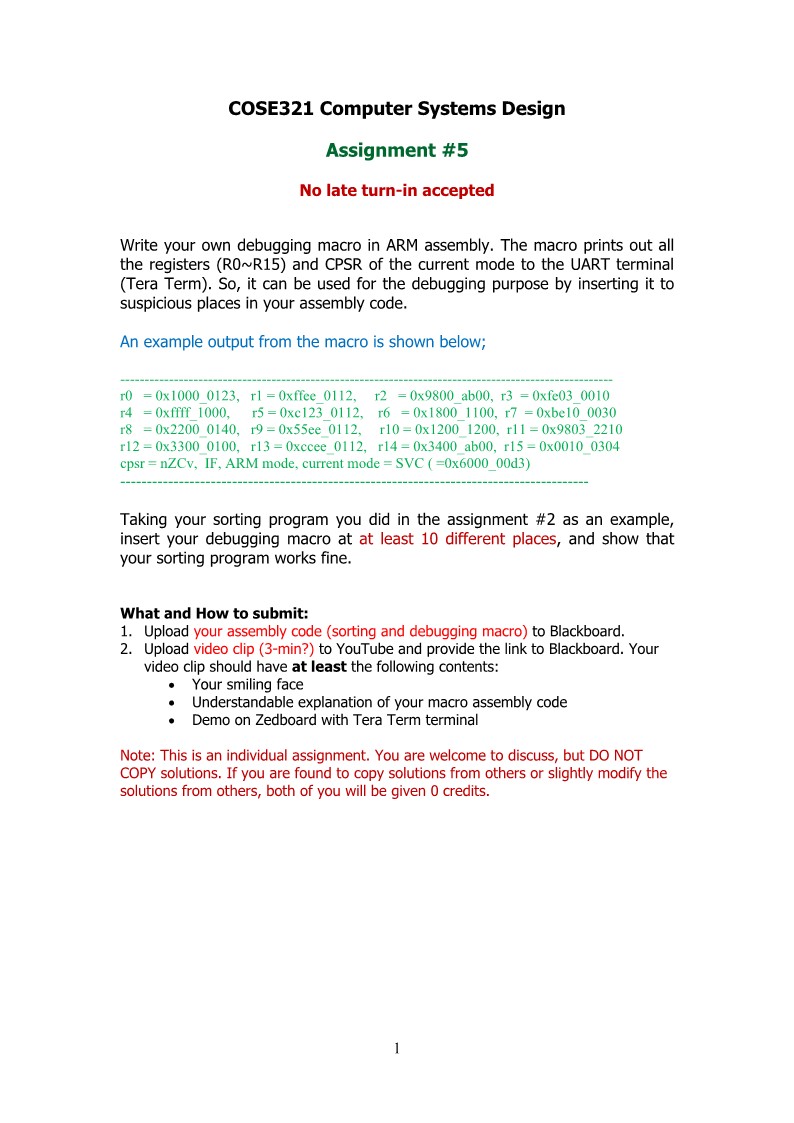 COSE321 Computer Systems Design
Assignment #5
No late turn-in accepted
Write your own debugging macro in ARM assembly. The macro prints out all
the registers (R0~R15) and CPSR of the current mode to the UART terminal
(Tera Term). So, it can be used for the debugging purpose by inserting it to
suspicious places in your assembly code.
An example output from the macro is shown below;
---------------------------------------------------------------------------------------------------
r0 = 0x1000_0123, r1 = 0xffee_0112, r2 = 0x9800_ab00, r3 = 0xfe03_0010
r4 = 0xffff_1000, r5 = 0xc123_0112, r6 = 0x1800_1100, r7 = 0xbe10_0030
r8 = 0x2200_0140, r9 = 0x55ee_0112, r10 = 0x1200_1200, r11 = 0x9803_2210
r12 = 0x3300_0100, r13 = 0xccee_0112, r14 = 0x3400_ab00, r15 = 0x0010_0304
cpsr = nZCv, IF, ARM mode, current mode = SVC ( =0x6000_00d3)
----------------------------------------------------------------------------------------
Taking your sorting program you did in the assignment #2 as an example,
insert your debugging macro at at least 10 different places, and show that
your sorting program works fine.
What and How to submit:
1. Upload your assembly code (sorting and debugging macro) to Blackboard.
2. Upload video clip (3-min?) to YouTube and provide the link to Blackboard. Your
video clip should have at least the following contents:
• Your smiling face
• Understandable explanation of your macro assembly code
• Demo on Zedboard with Tera Term terminal
Note: This is an individual assignment. You are welcome to discuss, but DO NOT
COPY solutions. If you are found to copy solutions from others or slightly modify the
solutions from others, both of you will be given 0 credits.
1